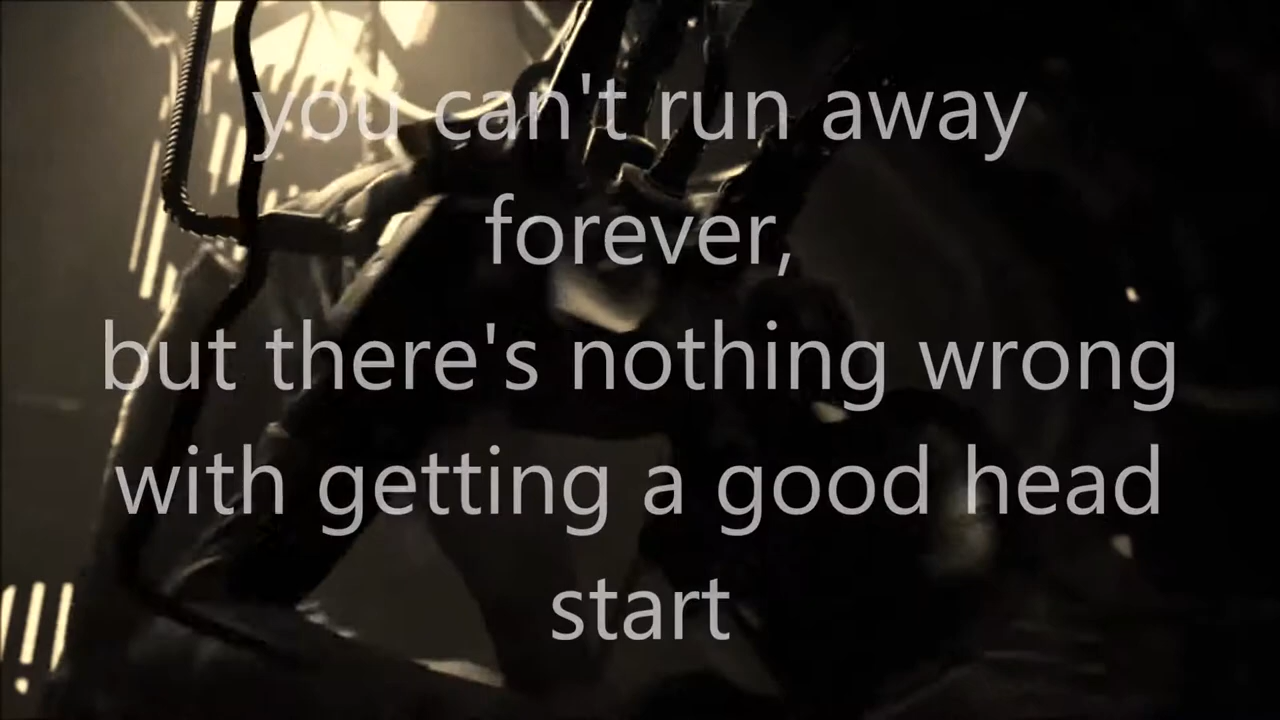 you can't run away
forever,
but there's nothing wrong
with getting a good head
start